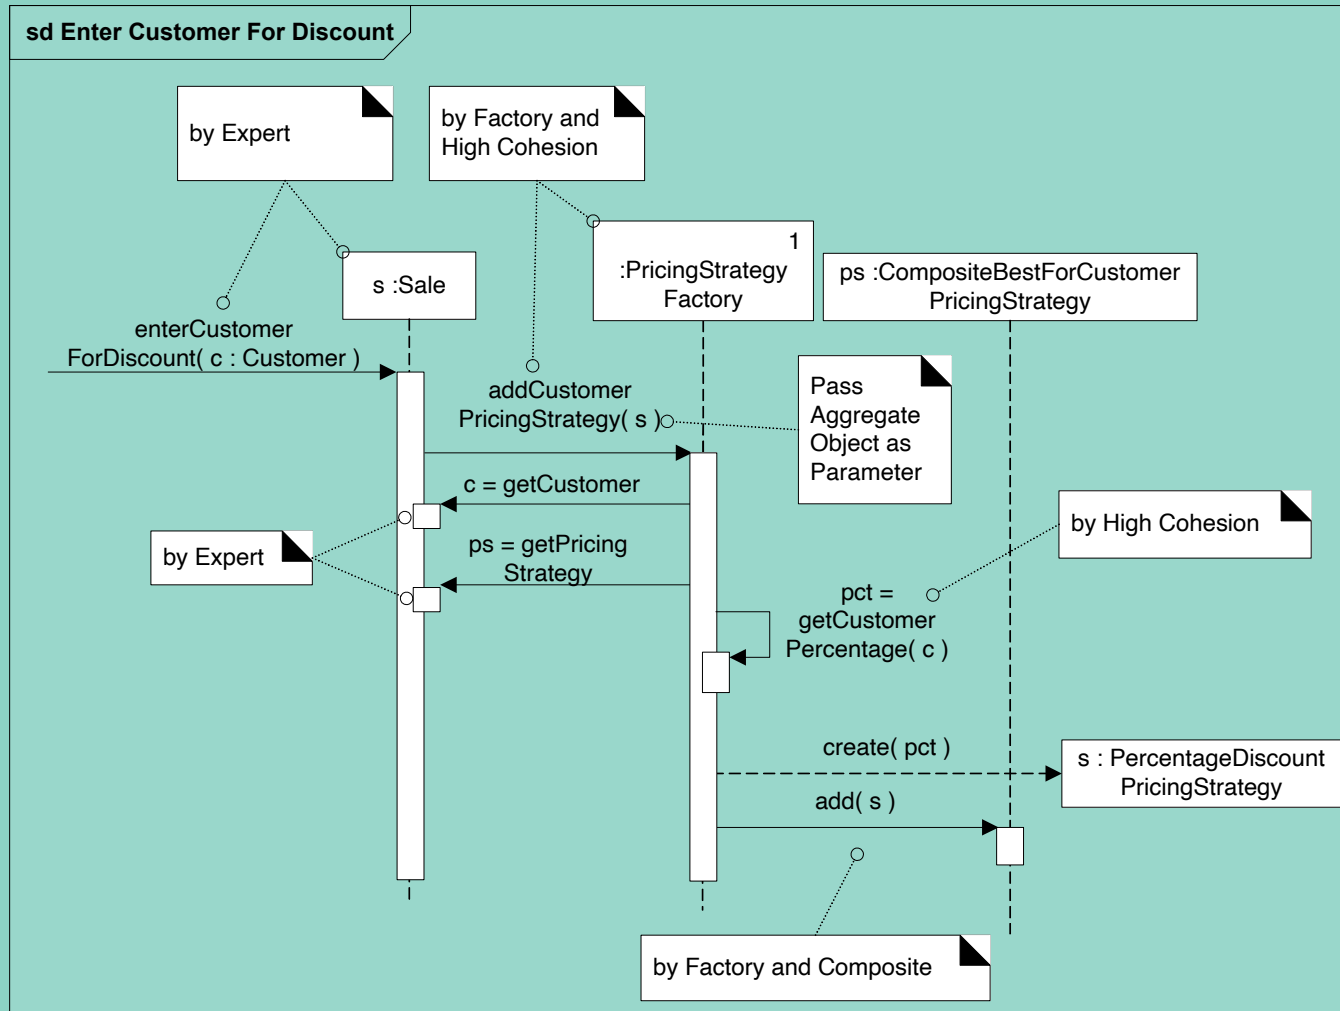 sd Enter Customer For Discount
by Expert
by Factory and
High Cohesion
1
:PricingStrategy
Factory
s :Sale
ps :CompositeBestForCustomer
PricingStrategy
enterCustomer
ForDiscount( c : Customer )
addCustomer
PricingStrategy( s )
Pass
Aggregate
Object as
Parameter
c = getCustomer
by High Cohesion
by Expert
ps = getPricing
Strategy
pct =
getCustomer
Percentage( c )
create( pct )
s : PercentageDiscount
PricingStrategy
add( s )
by Factory and Composite